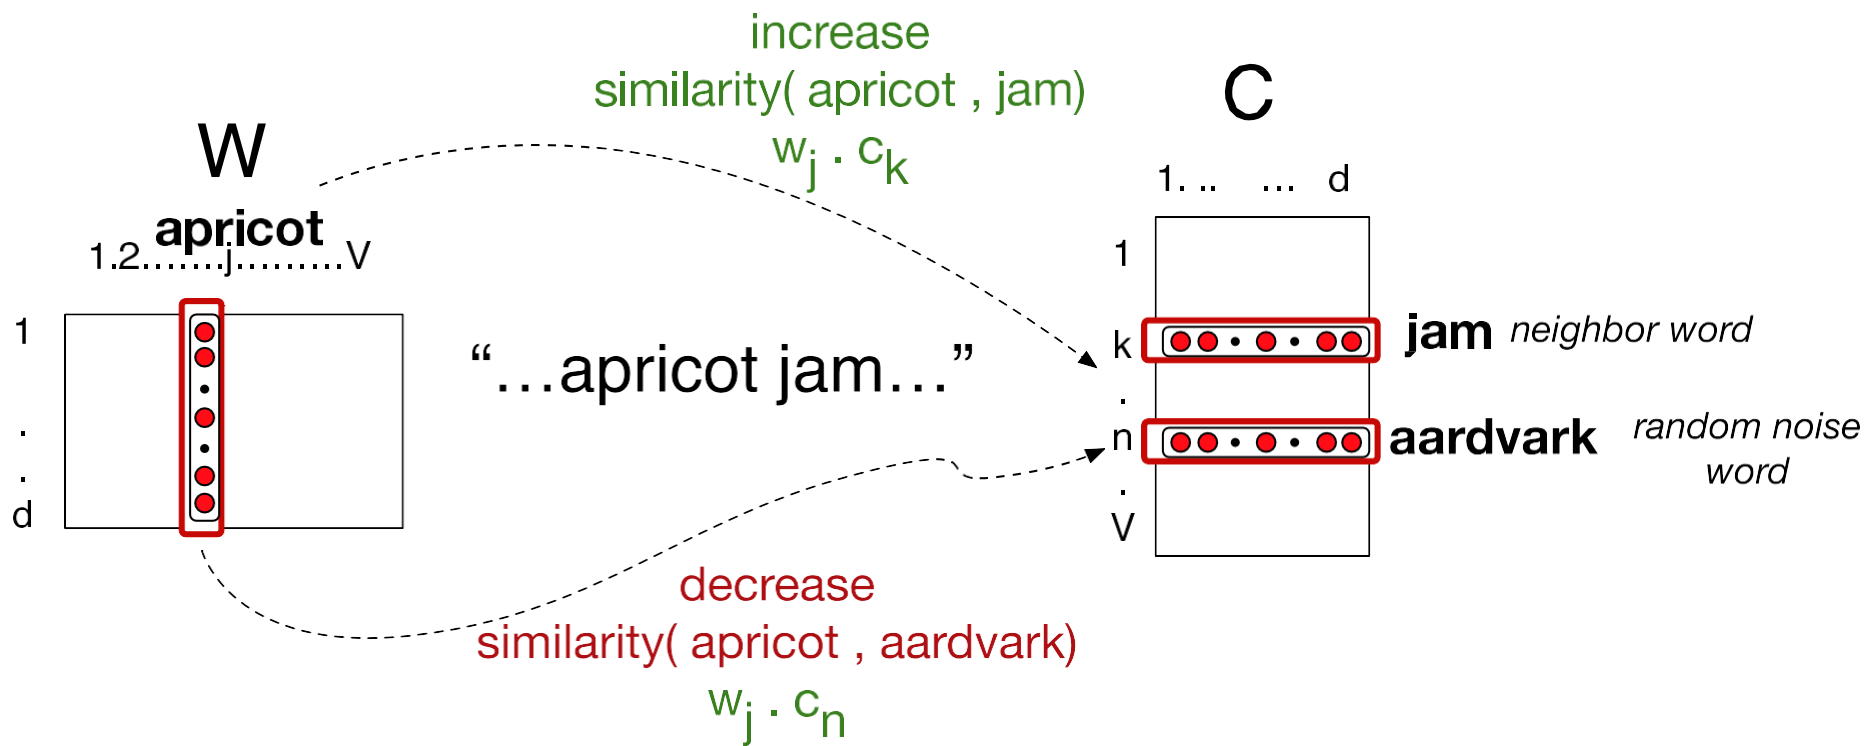 increase
similarity( apricot , jam)
wj . ck
W
apricot
1.2.......j.........V
1
.
.
d
“…apricot jam…”
C
1. .. ... d
1
k
.
n
.
V
jam neighbor word
aardvark random noise
word
decrease
similarity( apricot , aardvark)
wj . cn